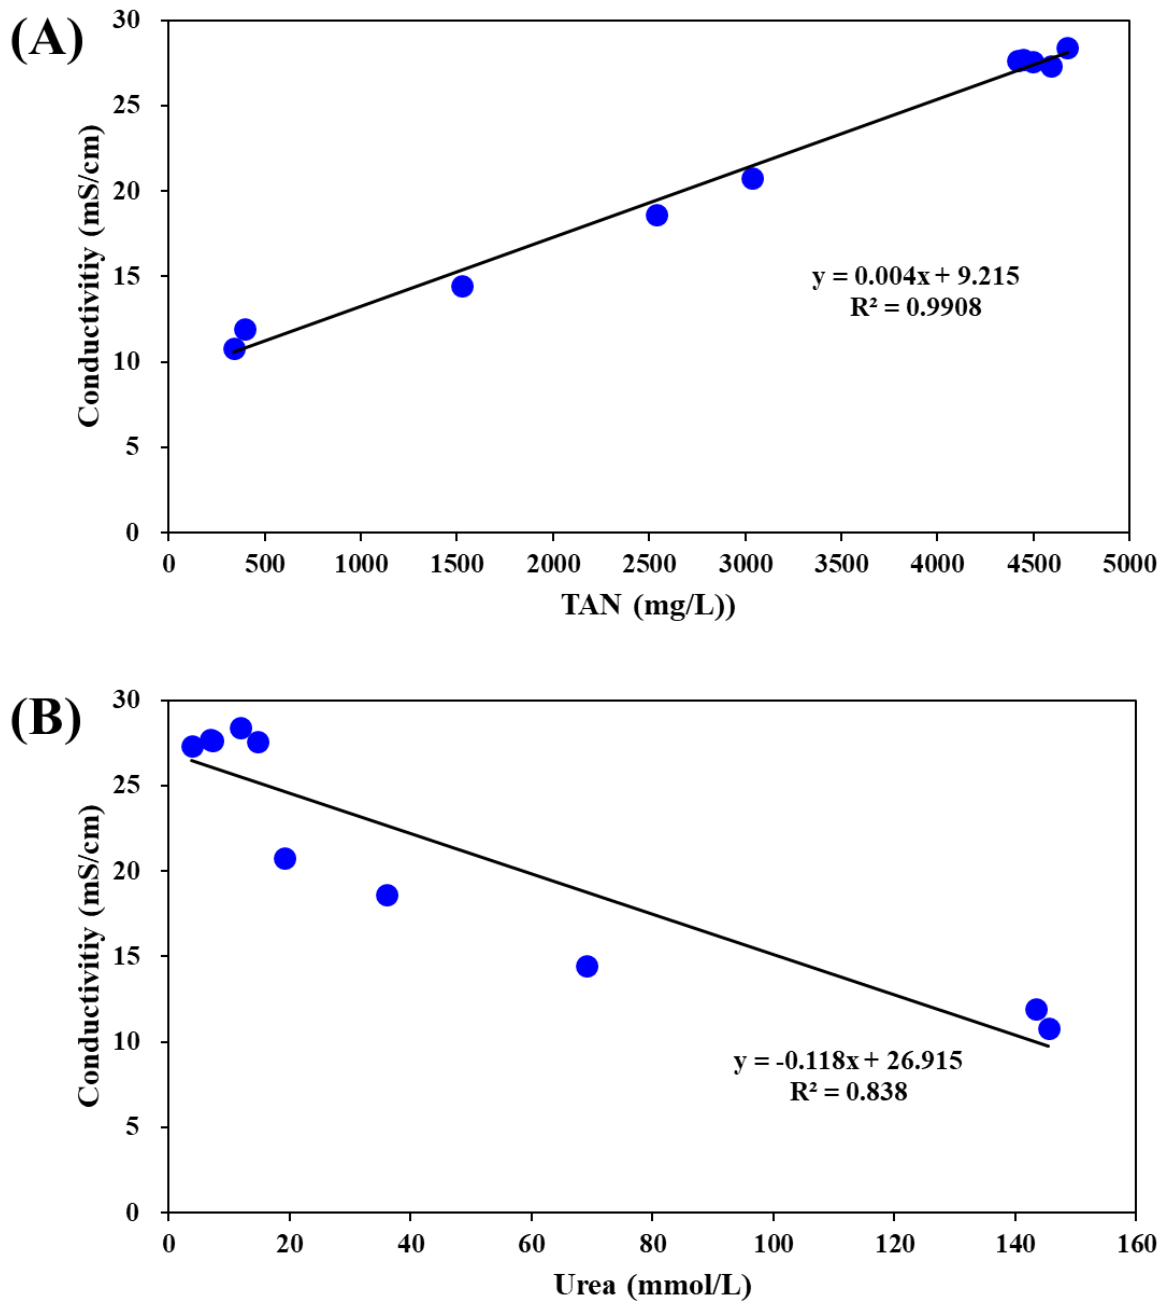 (A)
30
25
20
15
10
5
0
Conductivitiy (mS/cm)
y = 0.004x + 9.215
R² = 0.9908
0 500 1000 1500 2000 2500 3000 3500 4000 4500 5000
TAN (mg/L))
(B)
30
25
20
15
10
5
0
Conductivitiy (mS/cm)
y = -0.118x + 26.915
R² = 0.838
0 20 40 60 80 100 120 140 160
Urea (mmol/L)